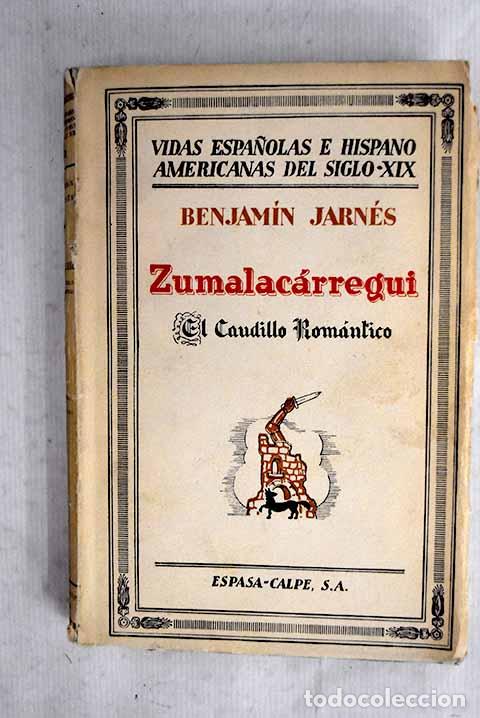 VIDAS ESPAÑOLAS E HISPANO
AMERICANAS DEL SIGLO-XIX
BENJAMÍN JARNÉS
Zumalacárregui
El Caudillo Romántico
ESPASA-CALPE, S.A.
todocoleccion